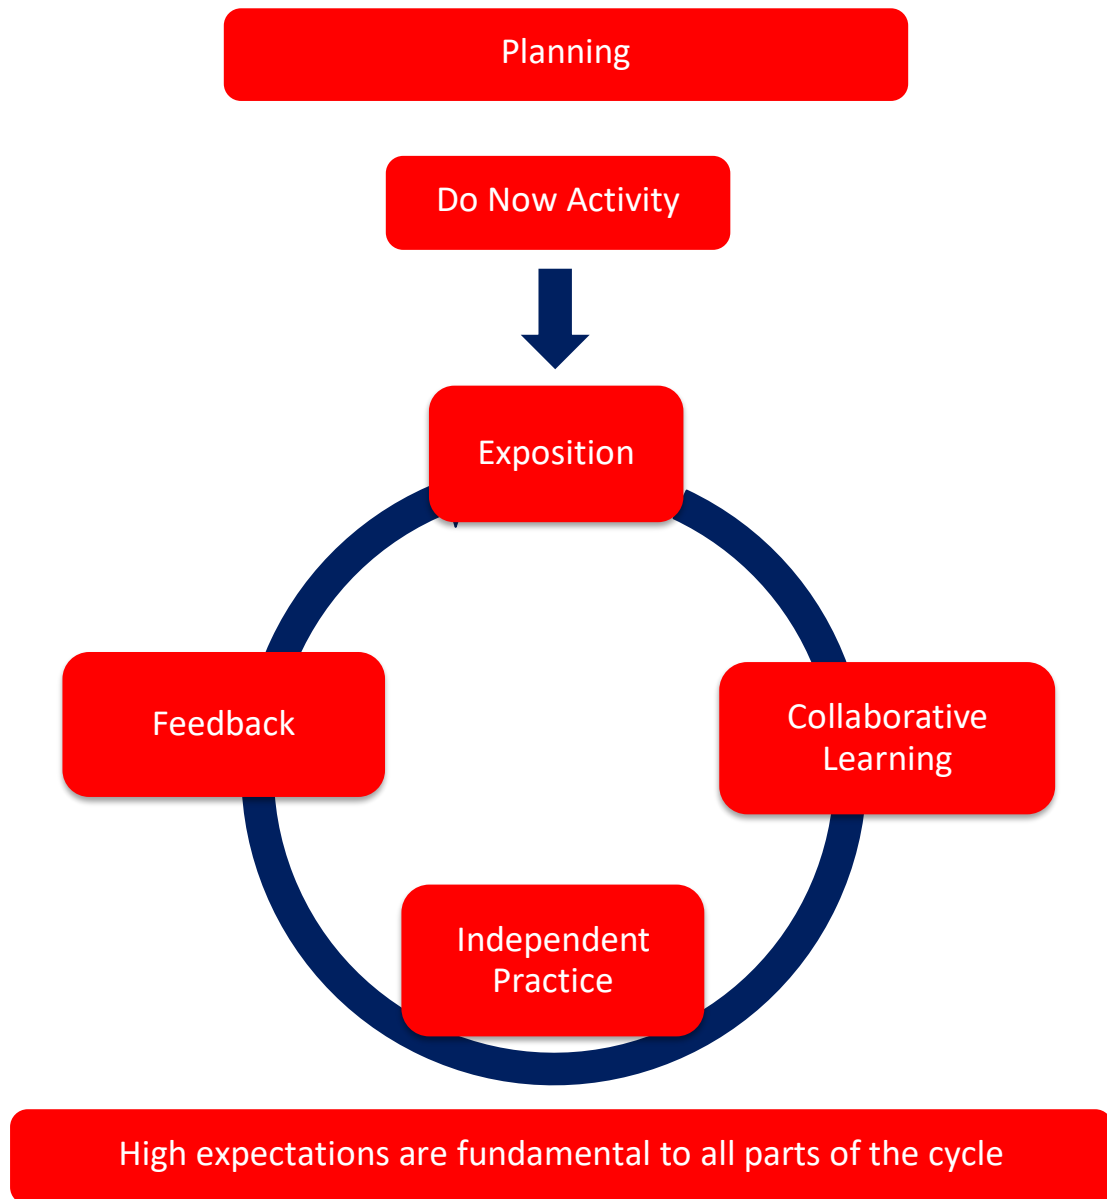 Planning
Do Now Activity
Exposition
Feedback
Collaborative
Learning
Independent
Practice
High expectations are fundamental to all parts of the cycle